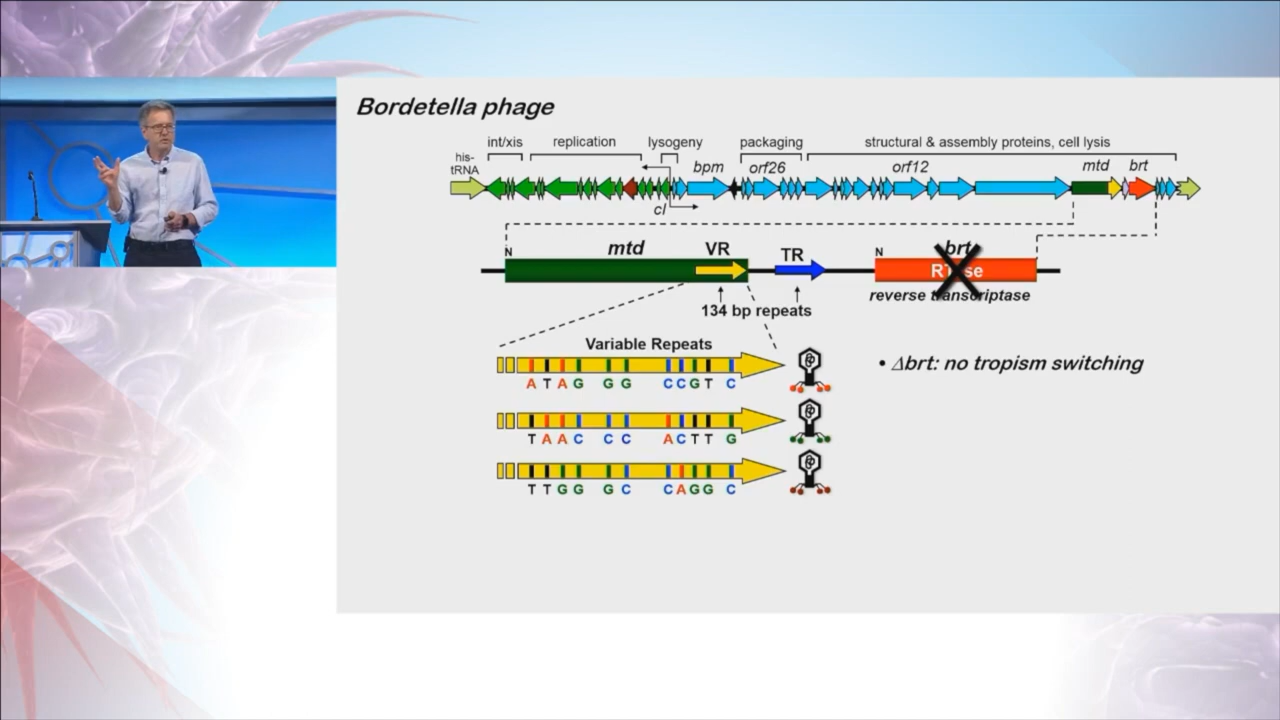 Bordetella phage
int/xis replication lysogeny packaging structural & assembly proteins, cell lysis
his-
tRNA
bpm orf26 orf12 mtd brt
cI
N mtd VR TR N brt
reverse transcriptase
134 bp repeats
Variable Repeats
• Δbrt: no tropism switching
A T A G G G C C G T C
T A A C C C A C T T G
T T G G G C C A G G C